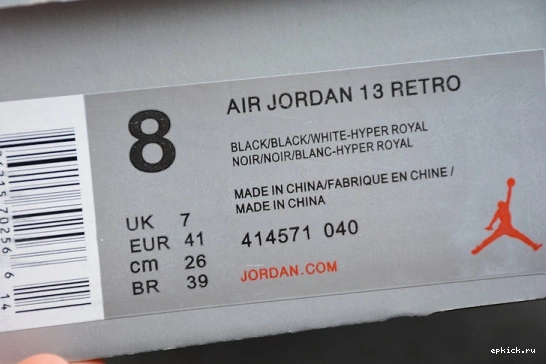 AIR JORDAN 13 RETRO
8
BLACK/BLACK/WHITE-HYPER ROYAL
NOIR/NOIR/BLANC-HYPER ROYAL
MADE IN CHINA/FABRIQUE EN CHINE/
MADE IN CHINA
UK 7
EUR 41
cm 26
BR 39
414571 040
JORDAN.COM
epkick.ru